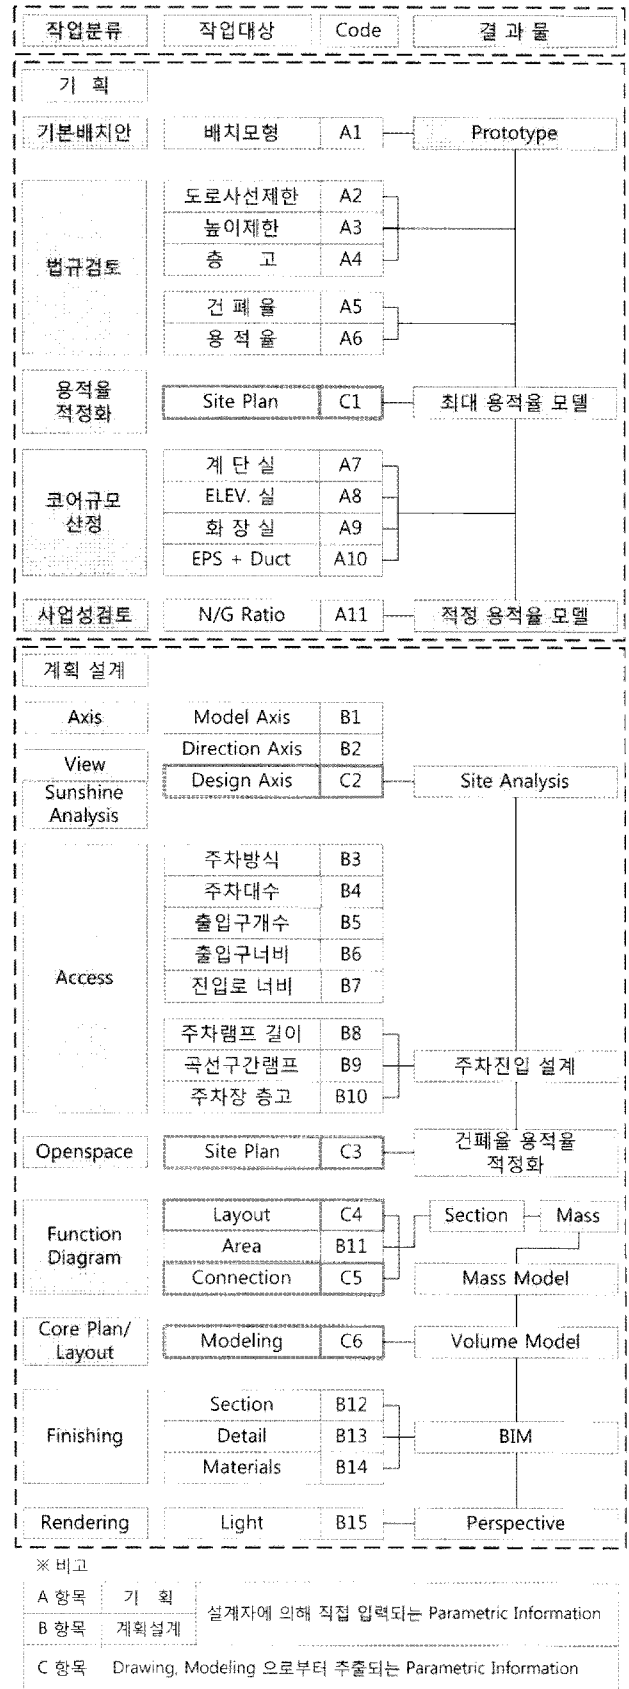 작업분류 작업대상 Code 결 과 물
기 획
기본배치안 배치모형 A1 Prototype
도로사선제한 A2
높이제한 A3
법규검토
층 고 A4
건 폐 율 A5
용 적 율 A6
용적율
적정화
Site Plan C1 최대 용적율 모델
계 단 실 A7
ELEV. 실 A8
코어규모
산정
화 장 실 A9
EPS + Duct A10
사업성검토 N/G Ratio A11 적정 용적율 모델
계획 설계
Axis Model Axis B1
Direction Axis B2
View
Design Axis C2 Site Analysis
Sunshine
Analysis
주차방식 B3
주차대수 B4
출입구개수 B5
출입구너비 B6
Access
진입로 너비 B7
주차램프 길이 B8
곡선구간램프 B9 주차진입 설계
주차장 층고 B10
Openspace Site Plan C3 건폐율 용적율
적정화
Layout C4 Section Mass
Function
Diagram
Area B11
Connection C5 Mass Model
Core Plan/
Layout
Modeling C6 Volume Model
Section B12
Finishing Detail B13 BIM
Materials B14
Rendering Light B15 Perspective
※ 비고
A 항목 기 획 설계자에 의해 직접 입력되는 Parametric Information
B 항목 계획설계
C 항목 Drawing, Modeling 으로부터 추출되는 Parametric Information